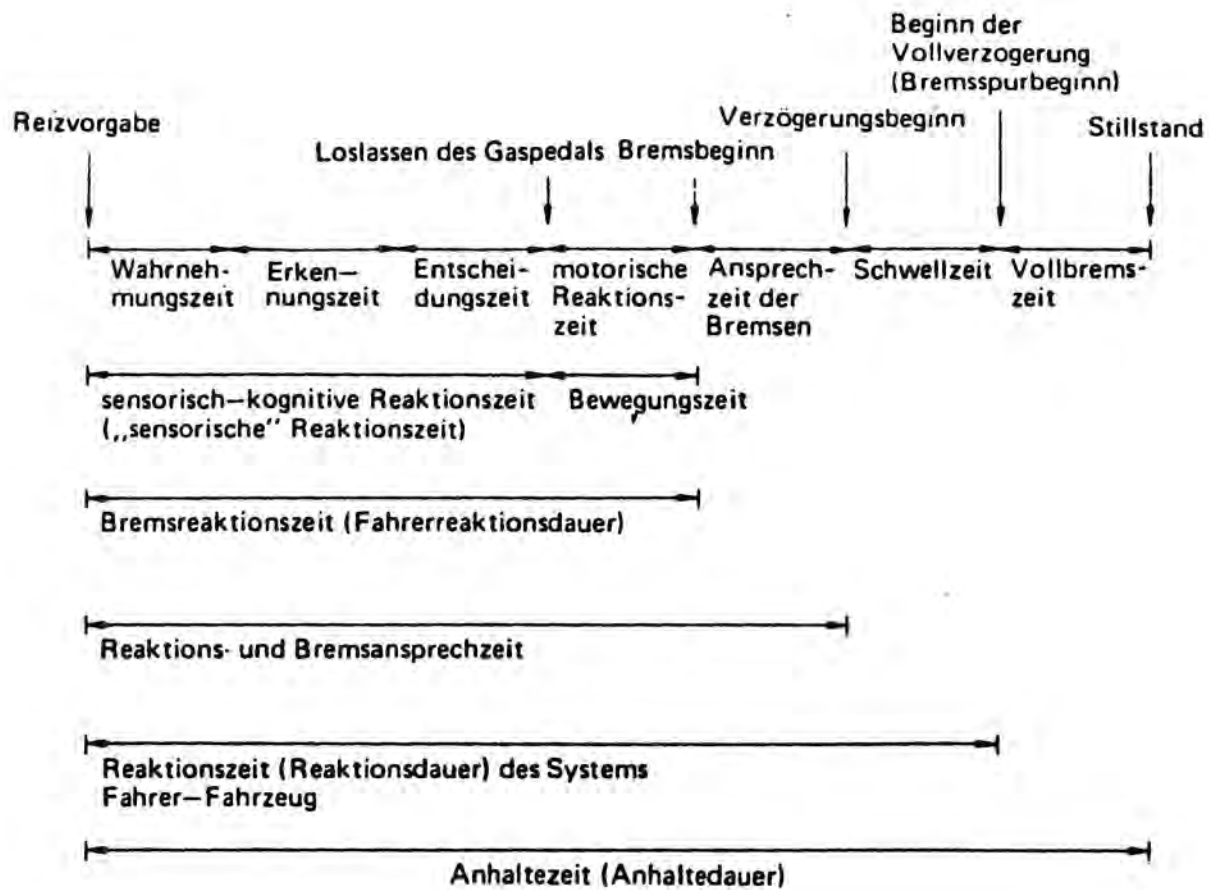 Beginn der
Vollverzogerung
(Bremsspurbeginn)
Reizvorgabe
Verzögerungsbeginn
Stillstand
Loslassen des Gaspedals Bremsbeginn
Wahrneh-
mungszeit
Erken—
nungszeit
Entschei-
dungszeit
motorische
Reaktions-
zeit
Ansprech-
zeit der
Bremsen
Schwellzeit
Vollbrems-
zeit
sensorisch—kognitive Reaktionszeit
(„sensorische" Reaktionszeit)
Bewegungszeit
Bremsreaktionszeit (Fahrerreaktionsdauer)
Reaktions- und Bremsansprechzeit
Reaktionszeit (Reaktionsdauer) des Systems
Fahrer—Fahrzeug
Anhaltezeit (Anhaltedauer)